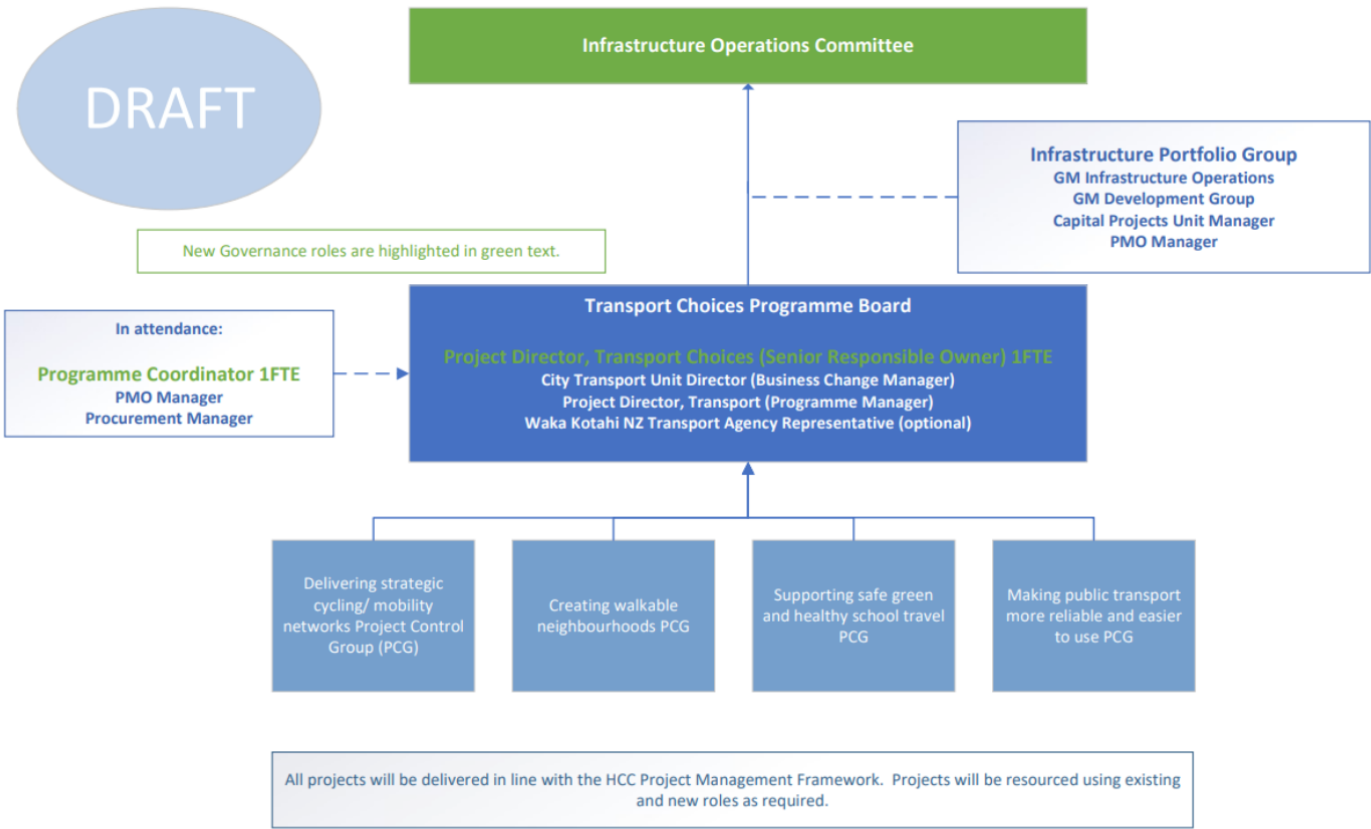 DRAFT
Infrastructure Operations Committee
Infrastructure Portfolio Group
GM Infrastructure Operations
GM Development Group
Capital Projects Unit Manager
PMO Manager
New Governance roles are highlighted in green text.
In attendance:
Programme Coordinator 1FTE
PMO Manager
Procurement Manager
Transport Choices Programme Board
Project Director, Transport Choices (Senior Responsible Owner) 1FTE
City Transport Unit Director (Business Change Manager)
Project Director, Transport (Programme Manager)
Waka Kotahi NZ Transport Agency Representative (optional)
Delivering strategic
cycling/ mobility
networks Project Control
Group (PCG)
Creating walkable
neighbourhoods PCG
Supporting safe green
and healthy school travel
PCG
Making public transport
more reliable and easier
to use PCG
All projects will be delivered in line with the HCC Project Management Framework.  Projects will be resourced using existing
and new roles as required.